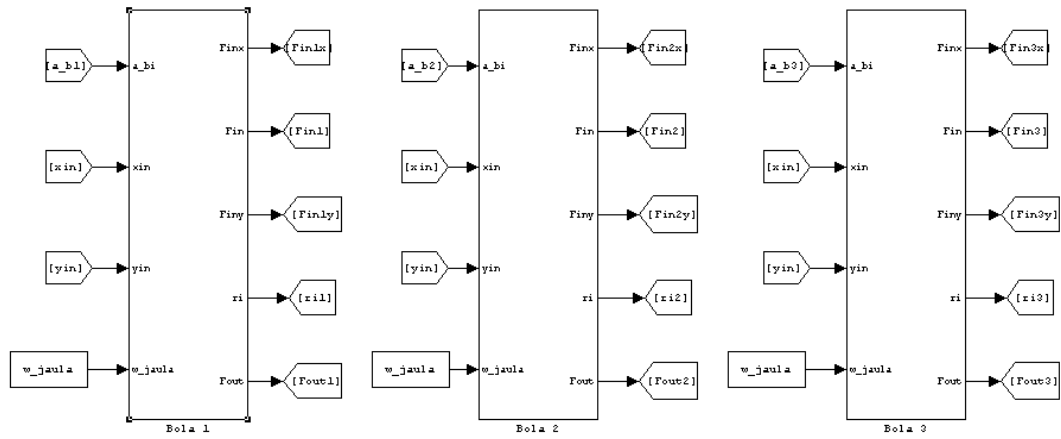 Finx [Fin1x] Finx [Fin2x] Finx [Fin3x]
[a_b1] a_bi [a_b2] a_bi [a_b3] a_bi
Fin [Fin1] Fin [Fin2] Fin [Fin3]
[xin] xin [xin] xin [xin] xin
Finy [Fin1y] Finy [Fin2y] Finy [Fin3y]
[yin] yin [yin] yin [yin] yin
ri [ri1] ri [ri2] ri [ri3]
w_jaula w_jaula w_jaula w_jaula w_jaula w_jaula
Fout [Fout1] Fout [Fout2] Fout [Fout3]
Bola 1 Bola 2 Bola 3